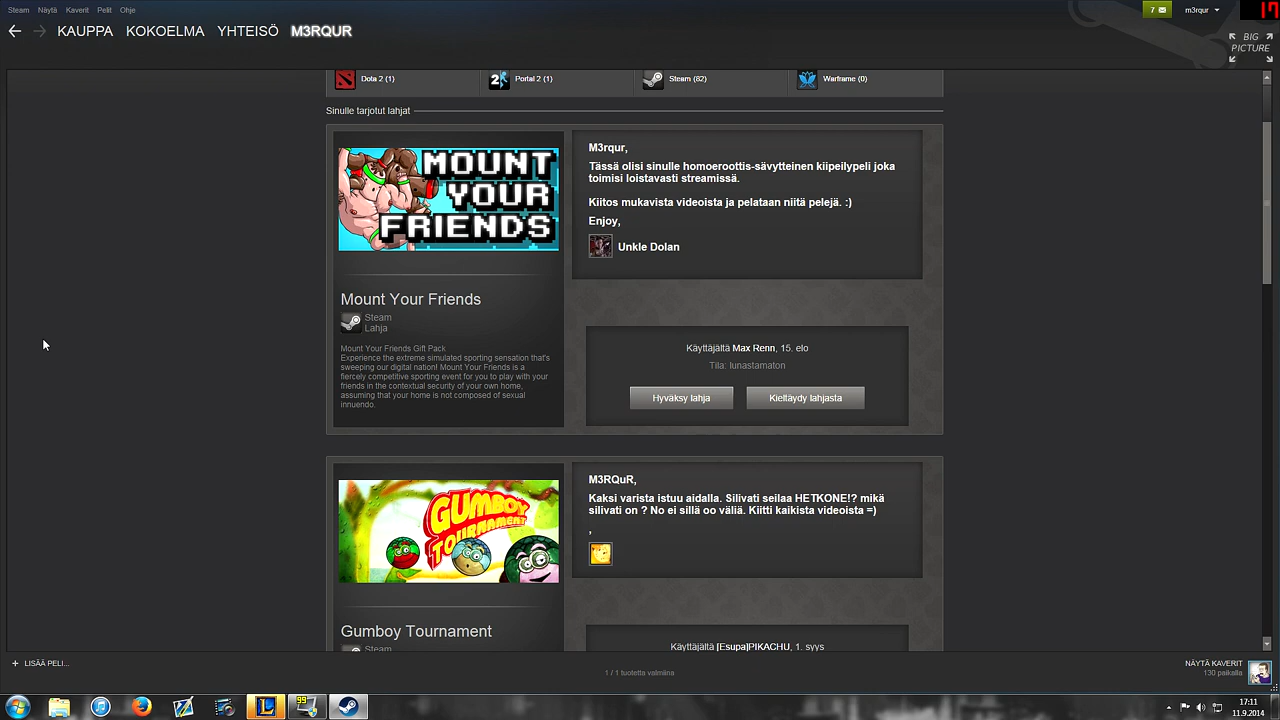 Steam Näytä Kaverit Pelit Ohje
7
m3rqur
17
KAUPPA KOKOELMA YHTEISÖ M3RQUR
BIG
PICTURE
Dota 2 (1)
Portal 2 (1)
Steam (82)
Warframe (0)
Sinulle tarjotut lahjat
MOUNT
YOUR
FRIENDS
M3rqur,
Tässä olisi sinulle homoeroottis-sävytteinen kiipeilypeli joka
toimisi loistavasti streamissä.
Kiitos mukavista videoista ja pelataan niitä pelejä. :)
Enjoy,
Unkle Dolan
Mount Your Friends
Steam
Lahja
Mount Your Friends Gift Pack
Experience the extreme simulated sporting sensation that's
sweeping our digital nation! Mount Your Friends is a
fiercely competitive sporting event for you to play with your
friends in the contextual security of your own home,
assuming that your home is not composed of sexual
innuendo.
Käyttäjältä Max Renn, 15. elo
Tila: lunastamaton
Hyväksy lahja
Kieltäydy lahjasta
GUMBOY
TOURNAMENT
M3RQuR,
Kaksi varista istuu aidalla. Silivati seilaa HETKONE!? mikä
silivati on ? No ei sillä oo väliä. Kiitti kaikista videoista =)
,
Gumboy Tournament
Steam
Käyttäjältä [Esupa]PIKACHU, 1. syys
+ LISÄÄ PELI...
1 / 1 tuotetta valmiina
NÄYTÄ KAVERIT
130 paikalla
99
17:11
11.9.2014